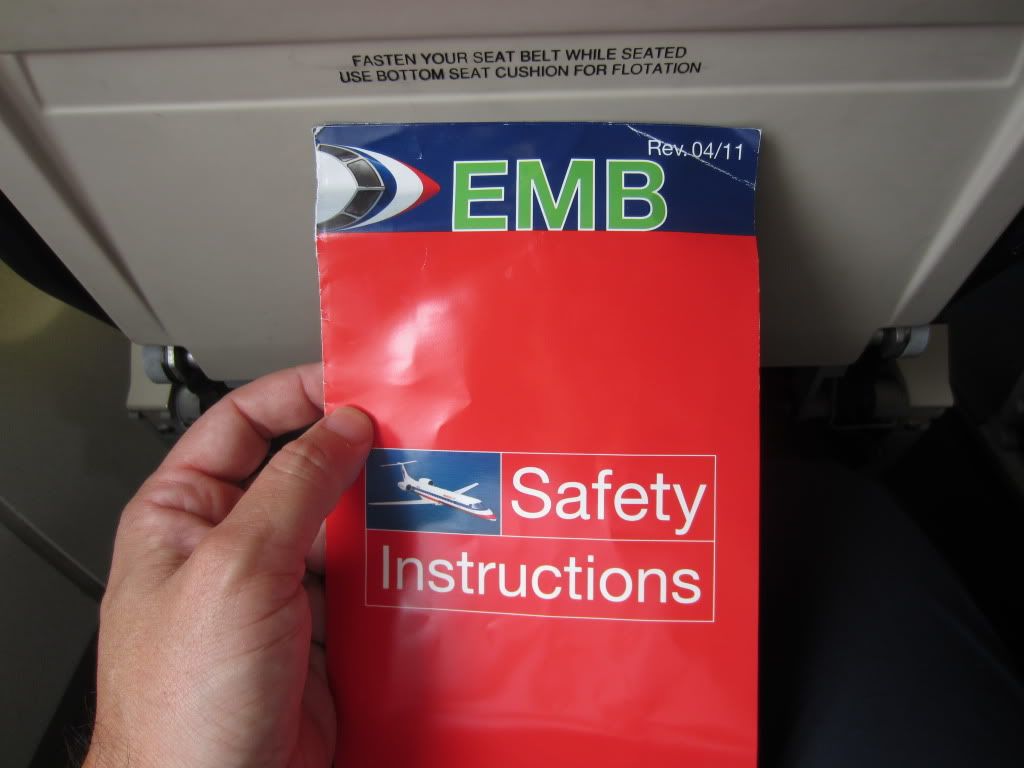 FASTEN YOUR SEAT BELT WHILE SEATED
USE BOTTOM SEAT CUSHION FOR FLOTATION
Rev. 04/11
EMB
Safety
Instructions